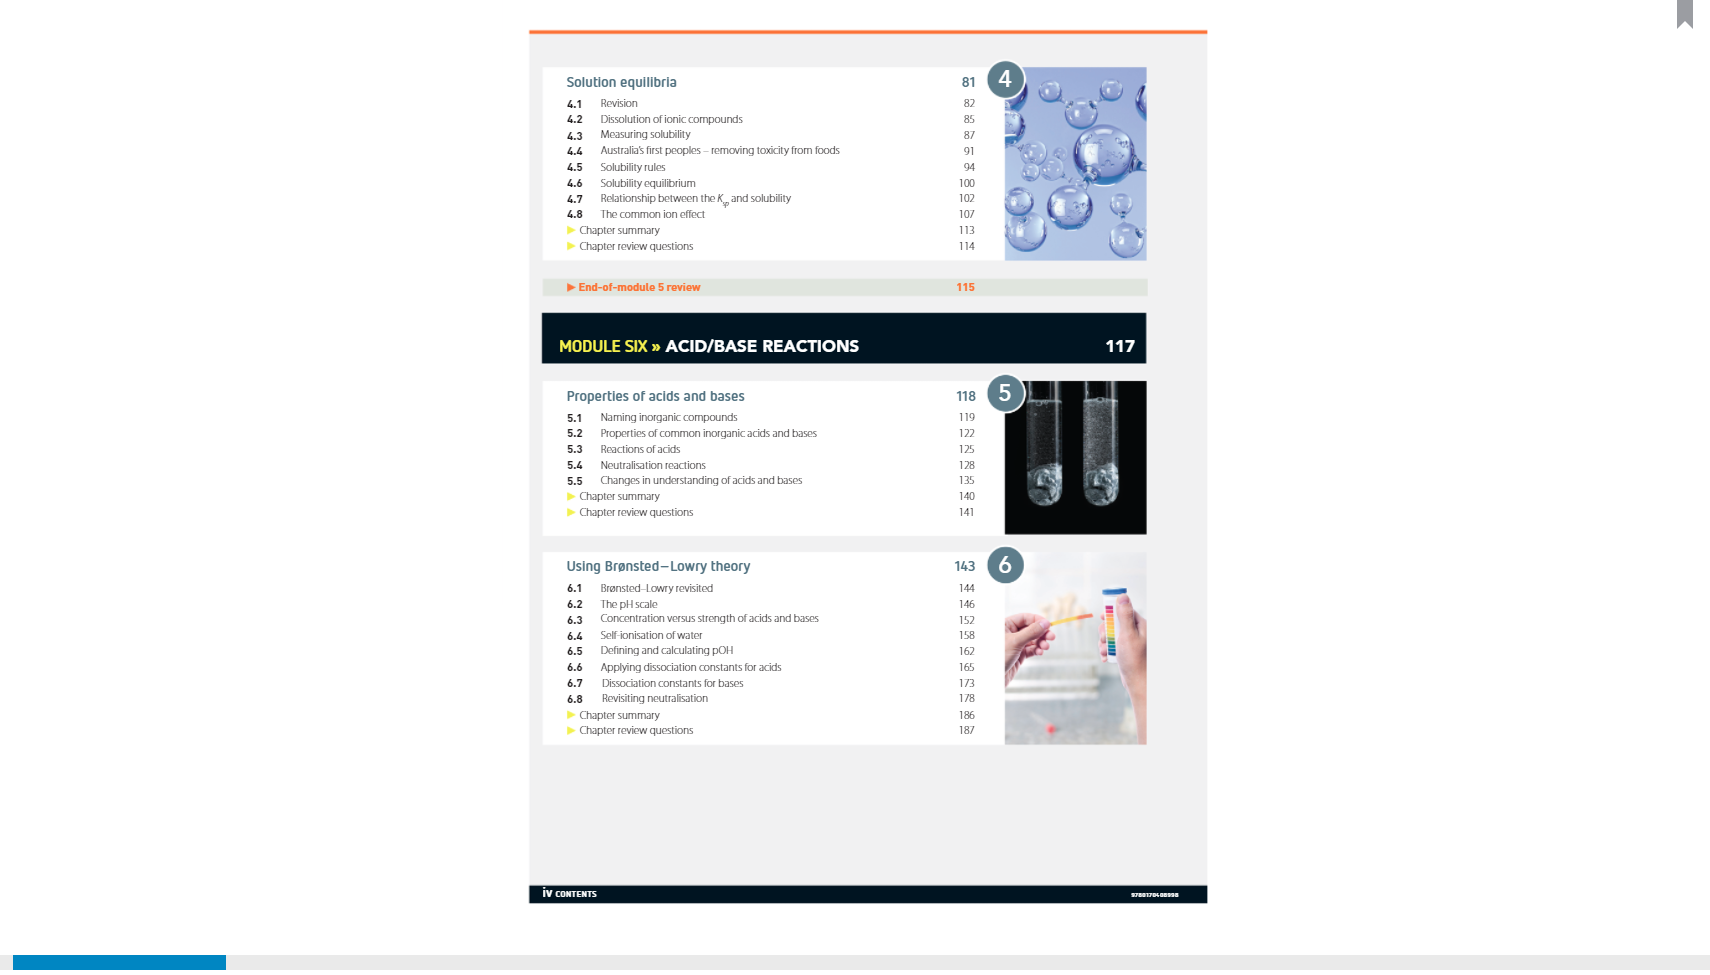 Solution equilibria 81 4
4.1 Revision 82
4.2 Dissolution of ionic compounds 85
4.3 Measuring solubility 87
4.4 Australia's first peoples – removing toxicity from foods 91
4.5 Solubility rules 94
4.6 Solubility equilibrium 100
4.7 Relationship between the Ksp and solubility 102
4.8 The common ion effect 107
▶ Chapter summary 113
▶ Chapter review questions 114
▶ End-of-module 5 review 115
MODULE SIX » ACID/BASE REACTIONS 117
Properties of acids and bases 118 5
5.1 Naming inorganic compounds 119
5.2 Properties of common inorganic acids and bases 122
5.3 Reactions of acids 125
5.4 Neutralisation reactions 128
5.5 Changes in understanding of acids and bases 135
▶ Chapter summary 140
▶ Chapter review questions 141
Using Brønsted–Lowry theory 143 6
6.1 Brønsted–Lowry revisited 144
6.2 The pH scale 146
6.3 Concentration versus strength of acids and bases 152
6.4 Self-ionisation of water 158
6.5 Defining and calculating pOH 162
6.6 Applying dissociation constants for acids 165
6.7 Dissociation constants for bases 173
6.8 Revisiting neutralisation 178
▶ Chapter summary 186
▶ Chapter review questions 187
iv CONTENTS 9780170408998